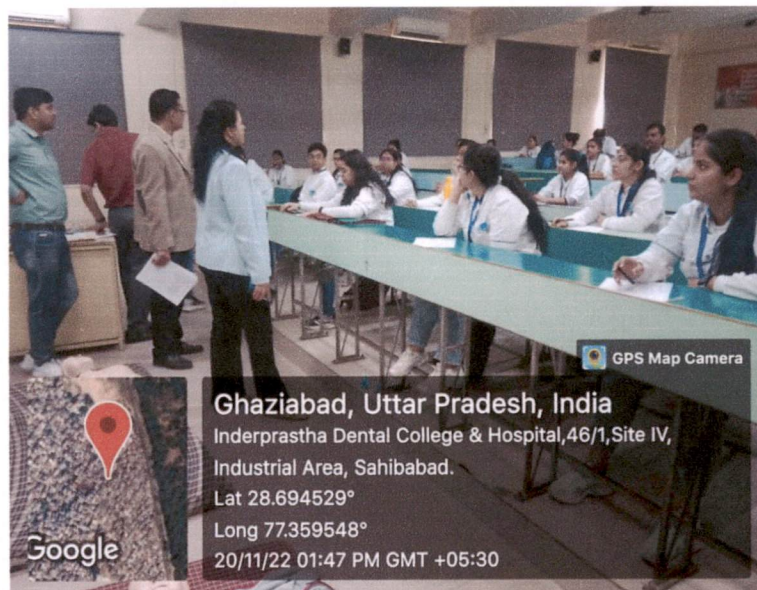 GPS Map Camera
Ghaziabad, Uttar Pradesh, India
Inderprastha Dental College & Hospital,46/1,Site IV,
Industrial Area, Sahibabad.
Lat 28.694529°
Long 77.359548°
20/11/22 01:47 PM GMT +05:30
Google